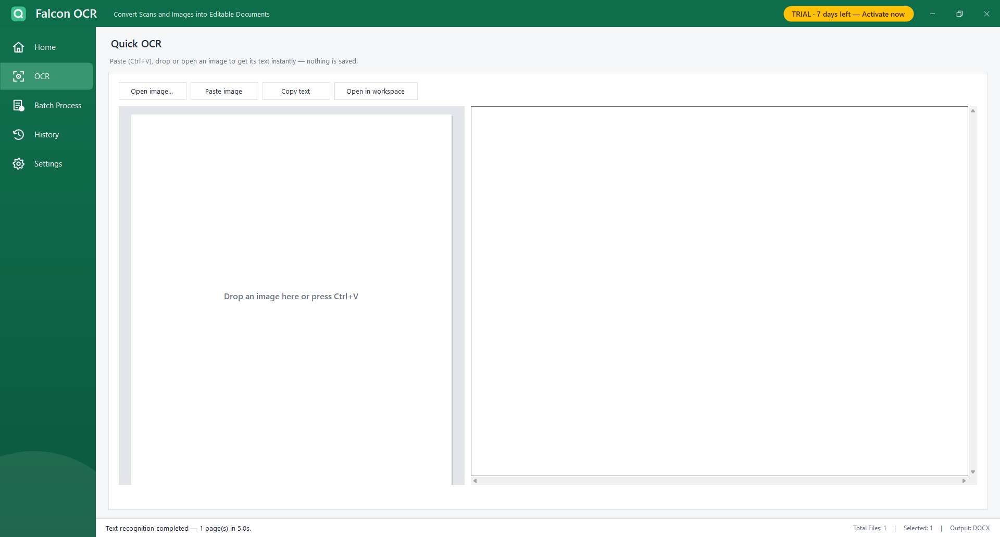 Falcon OCR
Convert Scans and Images into Editable Documents
TRIAL · 7 days left — Activate now
Home
OCR
Batch Process
History
Settings
Quick OCR
Paste (Ctrl+V), drop or open an image to get its text instantly — nothing is saved.
Open image...
Paste image
Copy text
Open in workspace
Drop an image here or press Ctrl+V
Text recognition completed — 1 page(s) in 5.0s.
Total Files: 1 | Selected: 1 | Output: DOCX